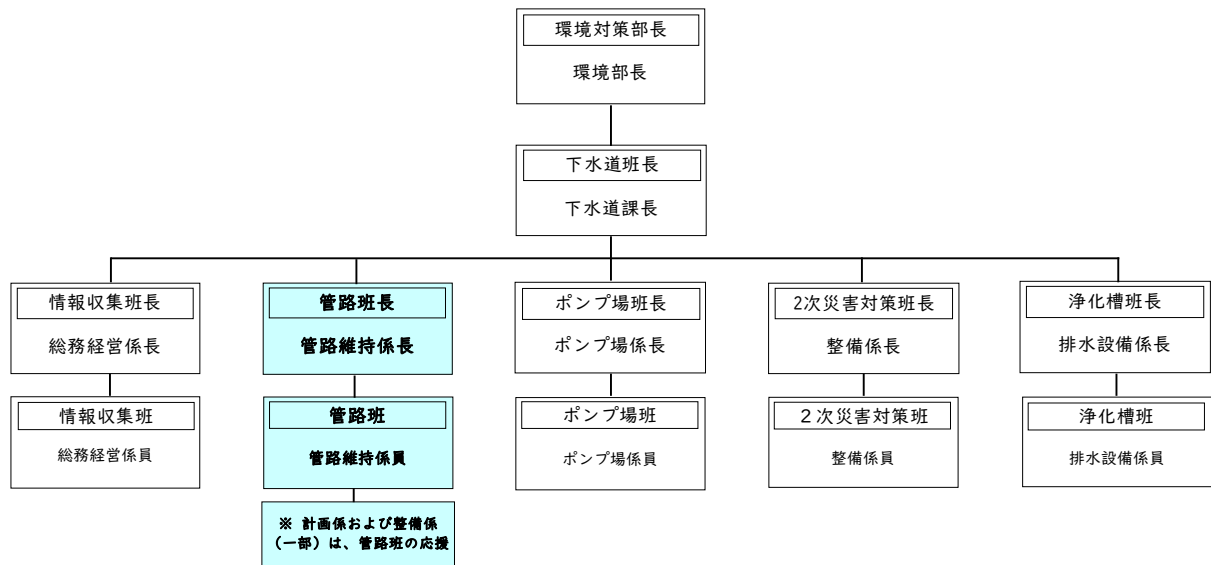 環境対策部長
環境部長
下水道班長
下水道課長
情報収集班長
総務経営係長
管路班長
管路維持係長
ポンプ場班長
ポンプ場係長
2次災害対策班長
整備係長
浄化槽班長
排水設備係長
情報収集班
総務経営係員
管路班
管路維持係員
ポンプ場班
ポンプ場係員
２次災害対策班
整備係員
浄化槽班
排水設備係員
※ 計画係および整備係
（一部）は、管路班の応援